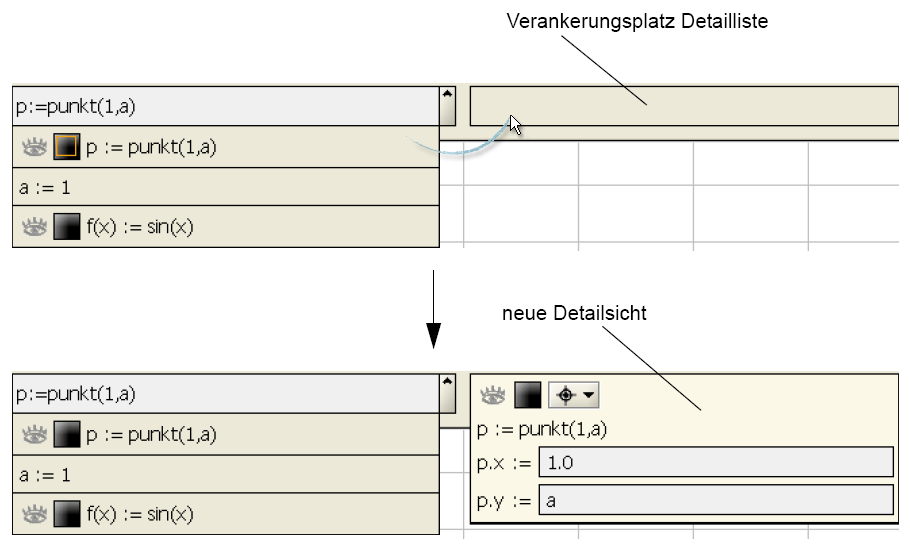 Verankerungsplatz Detailliste
p:=punkt(1,a)
p := punkt(1,a)
a := 1
f(x) := sin(x)
neue Detailsicht
p:=punkt(1,a)
p := punkt(1,a)
a := 1
f(x) := sin(x)
p := punkt(1,a)
p.x := 1.0
p.y := a